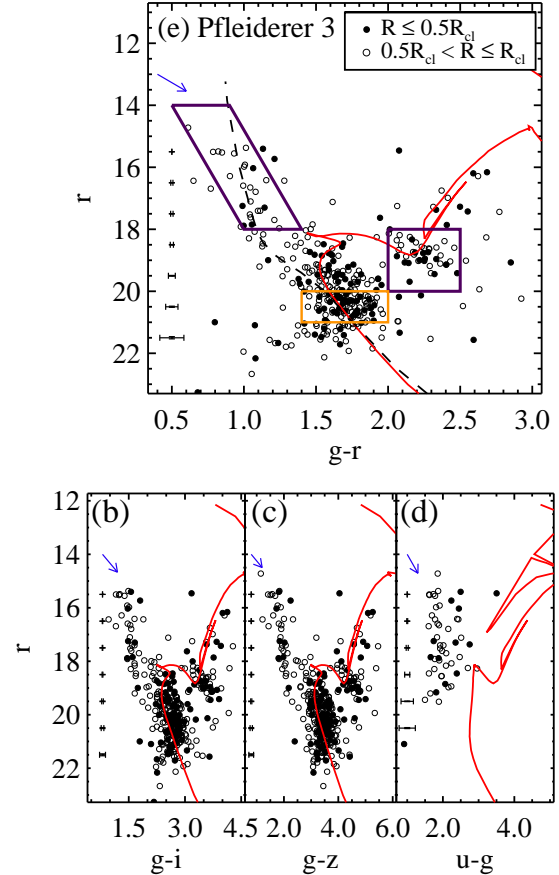 (e) Pfleiderer 3
R ≤ 0.5R_cl
0.5R_cl < R ≤ R_cl
12
14
16
18
20
22
r
0.5 1.0 1.5 2.0 2.5 3.0
g-r
(b) (c) (d)
12
14
16
18
20
22
r
1.5 3.0 4.5 2.0 4.0 6.0 2.0 4.0
g-i g-z u-g